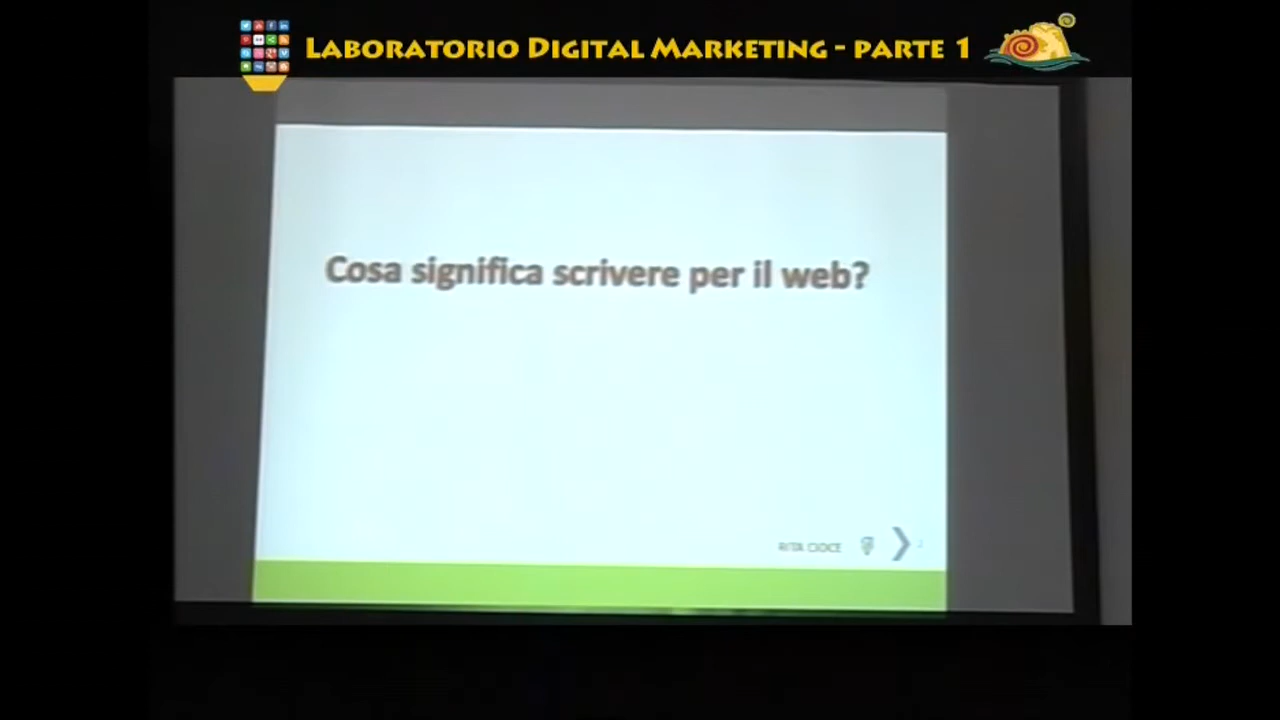 Laboratorio Digital Marketing - parte 1
Cosa significa scrivere per il web?
RITA CIOCE